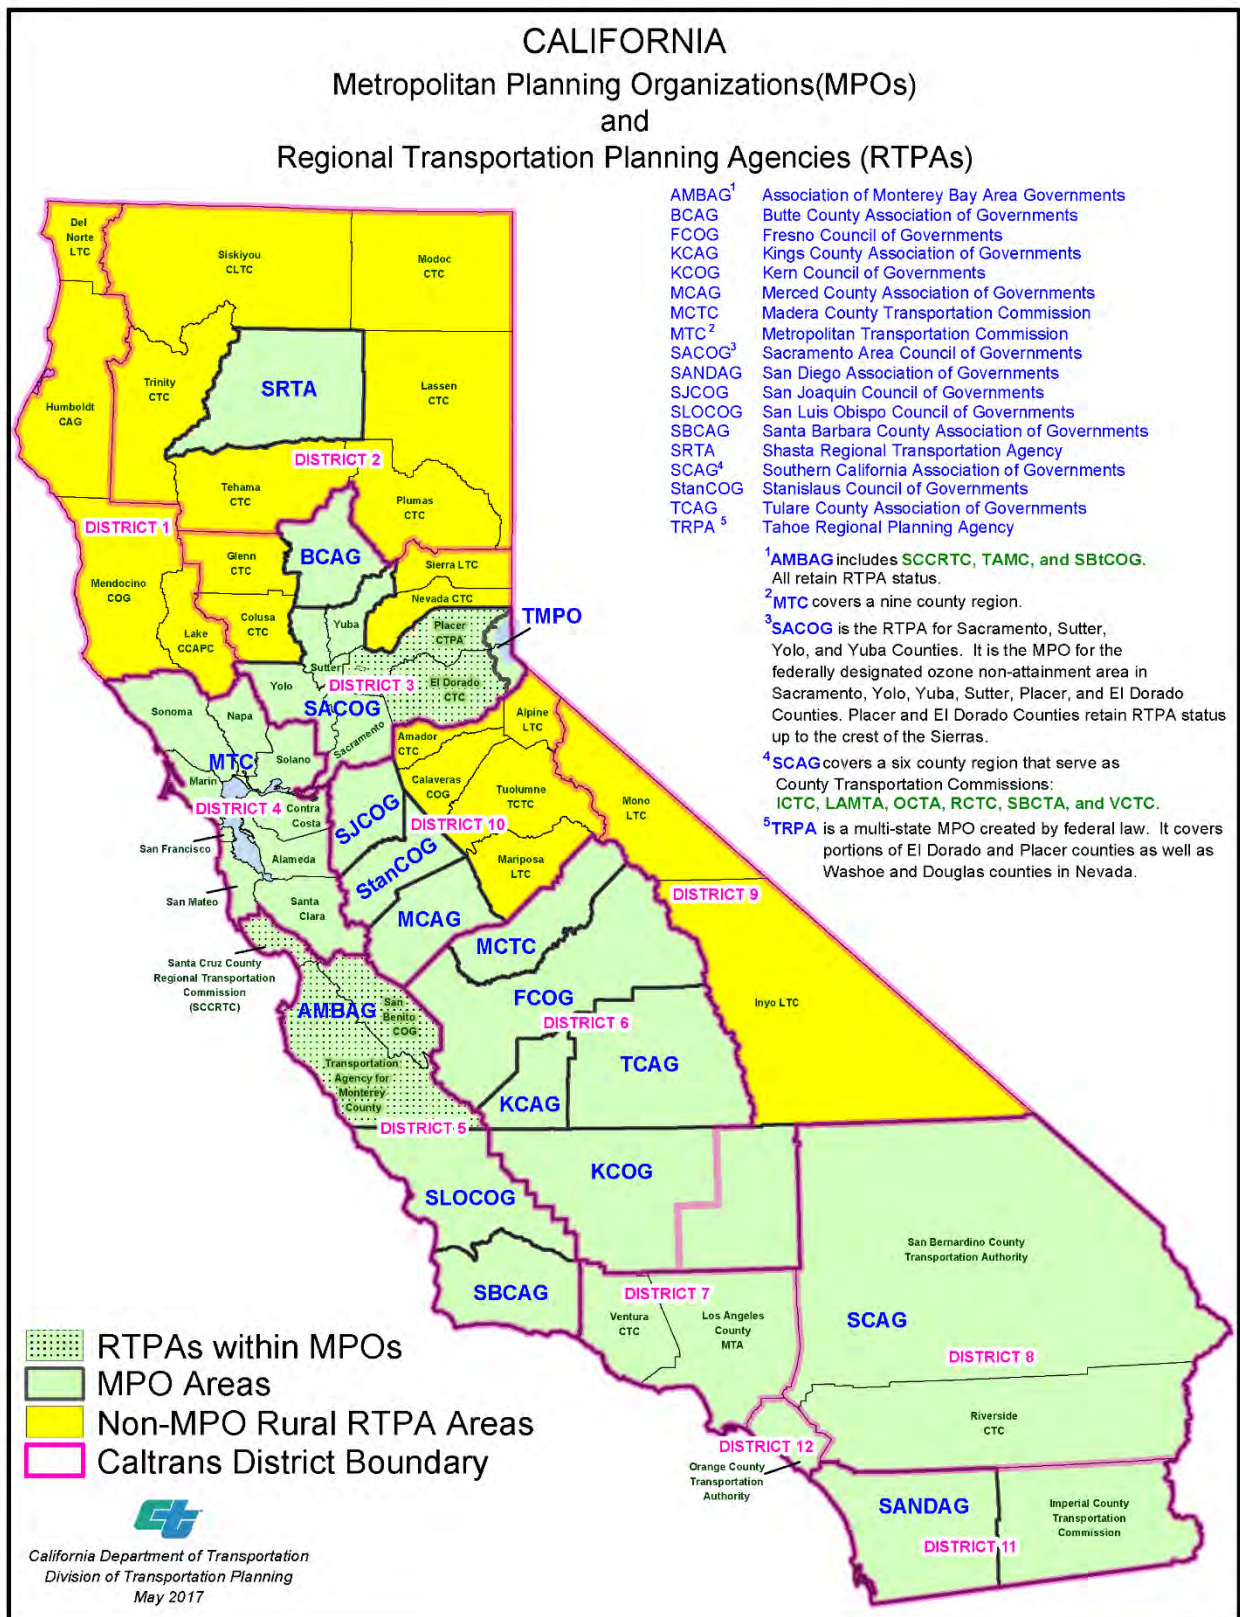 CALIFORNIA
Metropolitan Planning Organizations(MPOs)
and
Regional Transportation Planning Agencies (RTPAs)
AMBAG1 Association of Monterey Bay Area Governments
BCAG Butte County Association of Governments
FCOG Fresno Council of Governments
KCAG Kings County Association of Governments
KCOG Kern Council of Governments
MCAG Merced County Association of Governments
MCTC Madera County Transportation Commission
MTC2 Metropolitan Transportation Commission
SACOG3 Sacramento Area Council of Governments
SANDAG San Diego Association of Governments
SJCOG San Joaquin Council of Governments
SLOCOG San Luis Obispo Council of Governments
SBCAG Santa Barbara County Association of Governments
SRTA Shasta Regional Transportation Agency
SCAG4 Southern California Association of Governments
StanCOG Stanislaus Council of Governments
TCAG Tulare County Association of Governments
TRPA 5 Tahoe Regional Planning Agency
1AMBAG includes SCCRTC, TAMC, and SBtCOG.
All retain RTPA status.
2MTC covers a nine county region.
3SACOG is the RTPA for Sacramento, Sutter,
Yolo, and Yuba Counties. It is the MPO for the
federally designated ozone non-attainment area in
Sacramento, Yolo, Yuba, Sutter, Placer, and El Dorado
Counties. Placer and El Dorado Counties retain RTPA status
up to the crest of the Sierras.
4 SCAG covers a six county region that serve as
County Transportation Commissions:
ICTC, LAMTA, OCTA, RCTC, SBCTA, and VCTC.
5TRPA is a multi-state MPO created by federal law. It covers
portions of El Dorado and Placer counties as well as
Washoe and Douglas counties in Nevada.
Del
Norte
LTC
Siskiyou
CLTC
Modoc
CTC
Humboldt
CAG
Trinity
CTC
SRTA
Lassen
CTC
DISTRICT 2
Tehama
CTC
Plumas
CTC
DISTRICT 1
BCAG
Glenn
CTC
Sierra LTC
Mendocino
COG
Nevada CTC
Colusa
CTC
Lake
CCAPC
Yuba
Placer
CTPA
TMPO
Sutter
Yolo
DISTRICT 3
El Dorado
CTC
SACOG
Sonoma
Napa
Sacramento
Alpine
LTC
Amador
CTC
MTC
Solano
Marin
Calaveras
COG
Tuolumne
TCTC
Mono
LTC
DISTRICT 4
Contra
Costa
SJCOG
DISTRICT 10
San Francisco
Alameda
StanCOG
Mariposa
LTC
San Mateo
Santa
Clara
MCAG
DISTRICT 9
MCTC
Santa Cruz County
Regional Transportation
Commission
(SCCRTC)
AMBAG
San
Benito
COG
FCOG
DISTRICT 6
Inyo LTC
Transportation
Agency for
Monterey
County
TCAG
KCAG
DISTRICT 5
KCOG
SLOCOG
San Bernardino County
Transportation Authority
SBCAG
DISTRICT 7
Ventura
CTC
Los Angeles
County
MTA
SCAG
DISTRICT 8
Riverside
CTC
DISTRICT 12
Orange County
Transportation
Authority
SANDAG
Imperial County
Transportation
Commission
DISTRICT 11
RTPAs within MPOs
MPO Areas
Non-MPO Rural RTPA Areas
Caltrans District Boundary
ct
California Department of Transportation
Division of Transportation Planning
May 2017